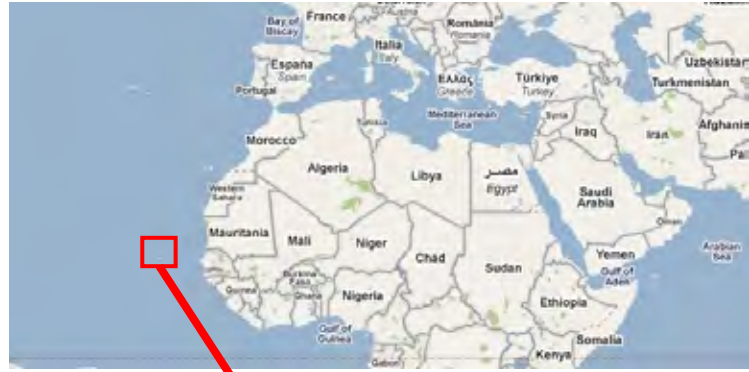 Bay of
Biscay
France
Austria
România
Romania
Italia
Italy
España
Spain
Portugal
Ελλάς
Greece
Türkiye
Turkey
Uzbekistan
Turkmenistan
Mediterranean
Sea
Tunisia
Syria
Iraq
Iran
Afghanis
Pa
Morocco
Algeria
Libya
مصر
Egypt
Saudi
Arabia
Western
Sahara
Oman
Mauritania
Mali
Niger
Chad
Sudan
Yemen
Gulf of
Aden
Arabian
Sea
Burkina
Faso
Guinea
Ghana
Nigeria
Ethiopia
Gulf of
Guinea
Somalia
Kenya
Gabon